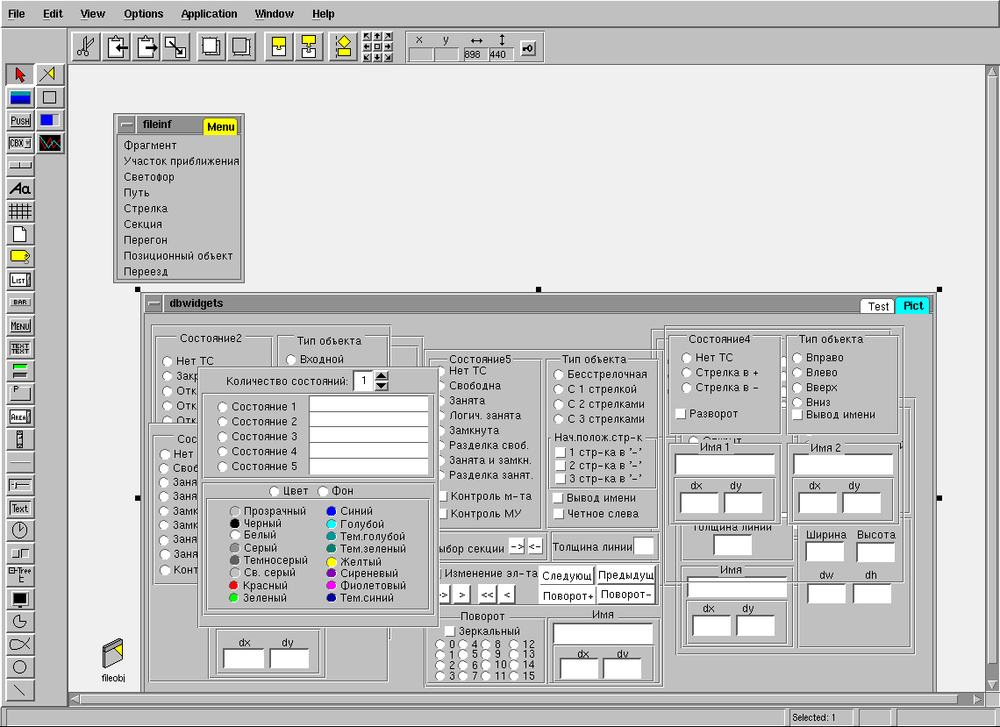 File Edit View Options Application Window Help
x y
898 440
PUSH
CBX
Aa
LIST
BAR
MENU
TEXT
TEXT
P
AREA
Text
Tree
E
fileinf Menu
Фрагмент
Участок приближения
Светофор
Путь
Стрелка
Секция
Перегон
Позиционный объект
Переезд
dbwidgets Test Pict
Состояние2
Нет ТС
Закр
Отк
Отк
Отк
Тип объекта
Входной
Сос
Нет
Своб
Заня
Заня
Замк
Замк
Заня
Заня
Конт
Количество состояний: 1
Состояние 1
Состояние 2
Состояние 3
Состояние 4
Состояние 5
Цвет Фон
Прозрачный Синий
Черный Голубой
Белый Тем.голубой
Серый Тем.зеленый
Темносерый Желтый
Св. серый Сиреневый
Красный Фиолетовый
Зеленый Тем.синий
dx dy
Состояние5
Нет ТС
Свободна
Занята
Логич. занята
Замкнута
Разделка своб.
Занята и замкн.
Разделка занят.
Контроль м-та
Контроль МУ
Тип объекта
Бесстрелочная
С 1 стрелкой
С 2 стрелками
С 3 стрелками
Нач.полож.стр-к
1 стр-ка в '-'
2 стр-ка в '-'
3 стр-ка в '-'
Вывод имени
Четное слева
ыбор секции -> <-
Толщина линии
Изменение эл-та
-> > << <
Следующ Предыдущ
Поворот+ Поворот-
Поворот
Зеркальный
0 4 8 12
1 5 9 13
2 6 10 14
3 7 11 15
Имя
dx dy
Состояние4
Нет ТС
Стрелка в +
Стрелка в -
Разворот
Тип объекта
Вправо
Влево
Вверх
Вниз
Вывод имени
Имя 1
dx dy
Имя 2
dx dy
Толщина линии
Имя
dx dy
Ширина Высота
dw dh
fileobj
Selected: 1